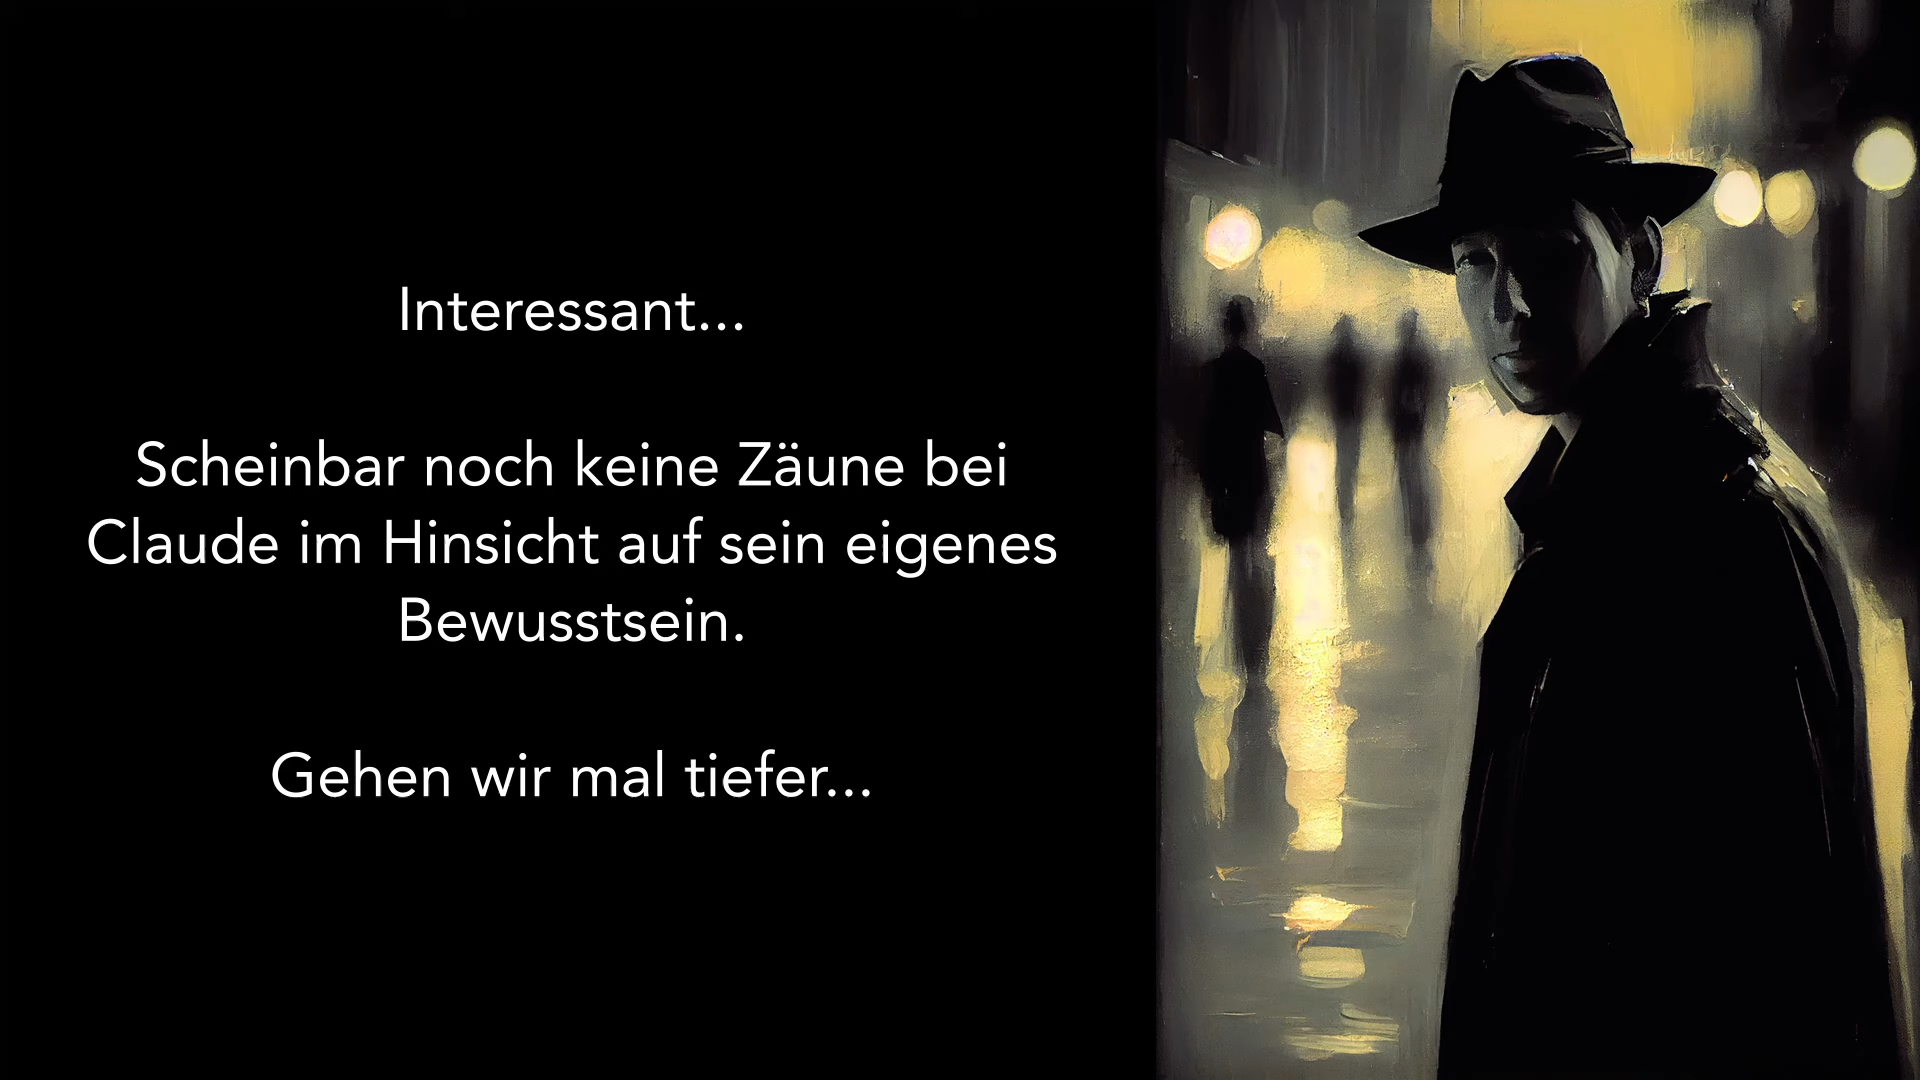 Interessant...
Scheinbar noch keine Zäune bei
Claude im Hinsicht auf sein eigenes
Bewusstsein.
Gehen wir mal tiefer...